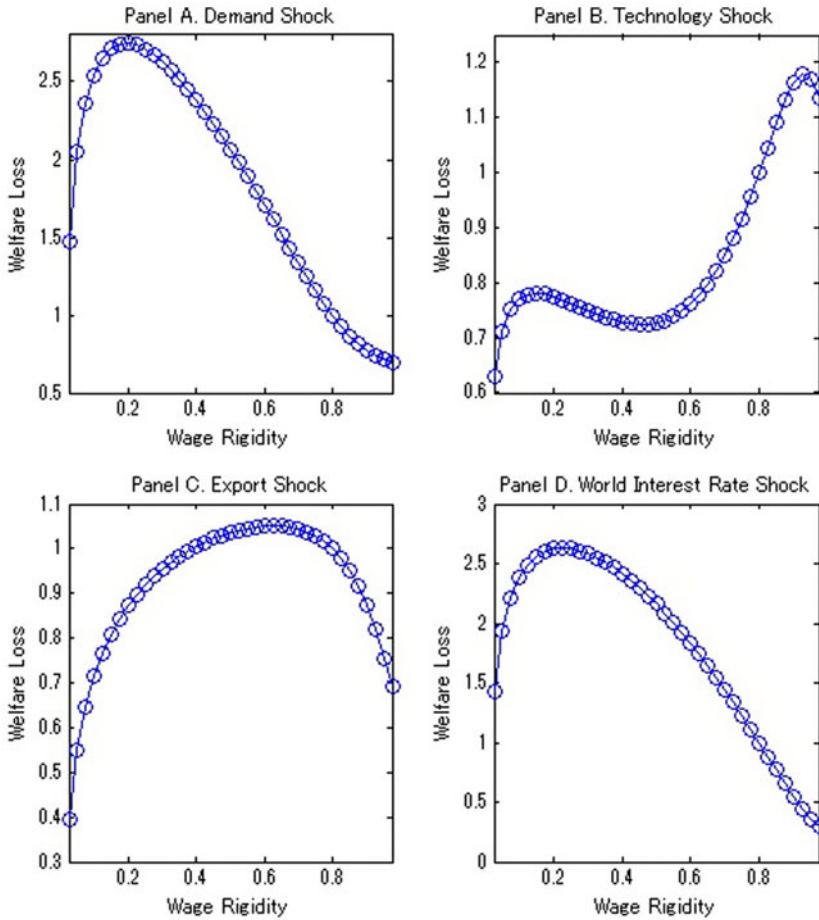 Panel A. Demand Shock
Welfare Loss
2.5
2
1.5
1
0.5
0.2 0.4 0.6 0.8
Wage Rigidity
Panel B. Technology Shock
Welfare Loss
1.2
1.1
1
0.9
0.8
0.7
0.6
0.2 0.4 0.6 0.8
Wage Rigidity
Panel C. Export Shock
Welfare Loss
1.1
1
0.9
0.8
0.7
0.6
0.5
0.4
0.3
0.2 0.4 0.6 0.8
Wage Rigidity
Panel D. World Interest Rate Shock
Welfare Loss
3
2.5
2
1.5
1
0.5
0
0.2 0.4 0.6 0.8
Wage Rigidity